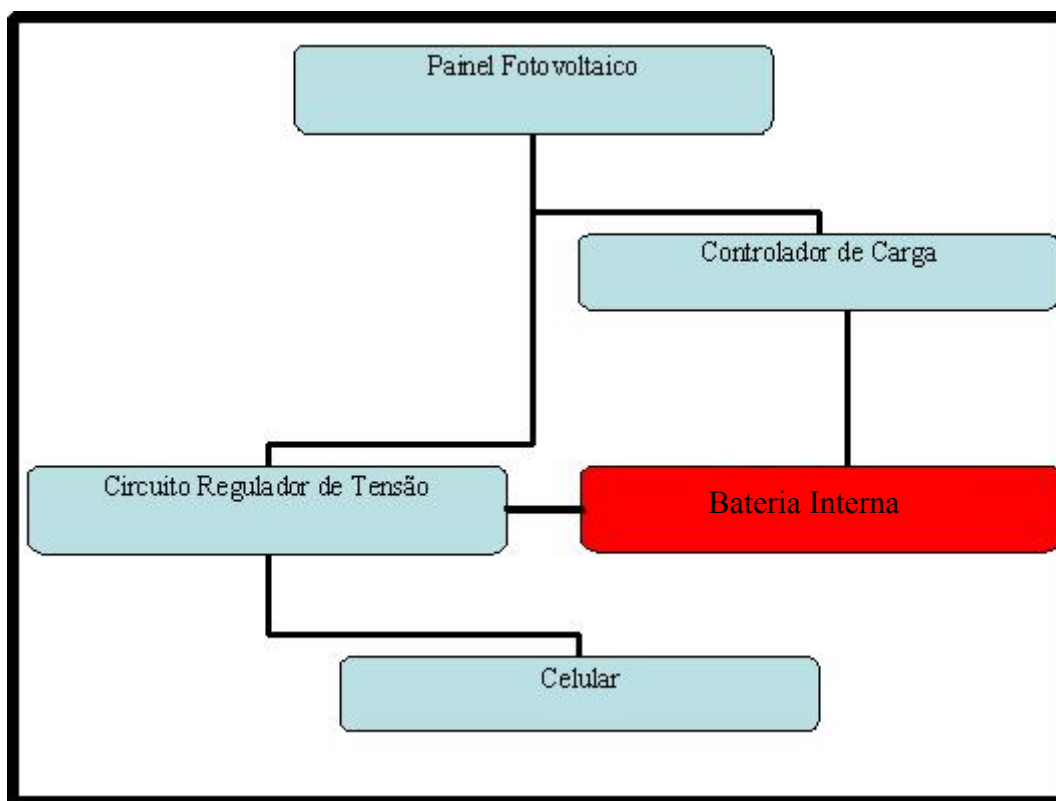 Painel Fotovoltaico
Controlador de Carga
Circuito Regulador de Tensão
Bateria Interna
Celular